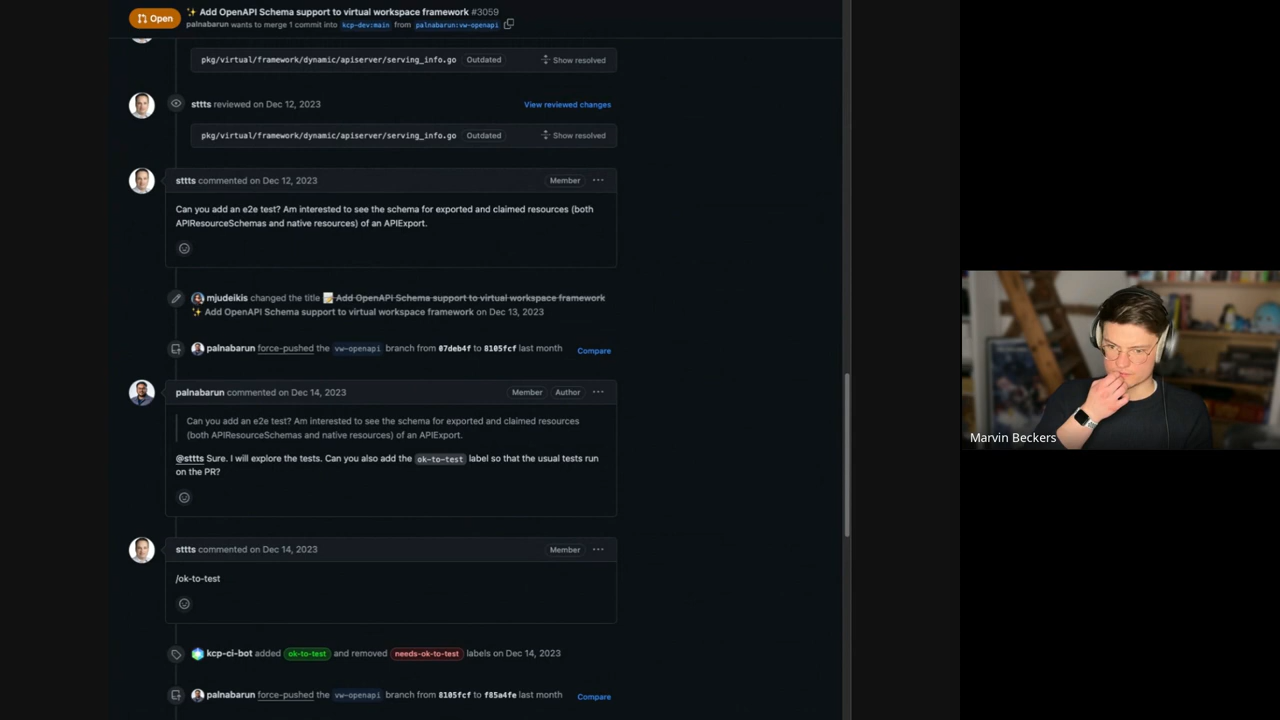 Open
✨ Add OpenAPI Schema support to virtual workspace framework #3059
palnabarun wants to merge 1 commit into kcp-dev:main from palnabarun:vw-openapi
pkg/virtual/framework/dynamic/apiserver/serving_info.go Outdated Show resolved
sttts reviewed on Dec 12, 2023 View reviewed changes
pkg/virtual/framework/dynamic/apiserver/serving_info.go Outdated Show resolved
sttts commented on Dec 12, 2023 Member
Can you add an e2e test? Am interested to see the schema for exported and claimed resources (both
APIResourceSchemas and native resources) of an APIExport.
mjudeikis changed the title 📝 Add OpenAPI Schema support to virtual workspace framework
✨ Add OpenAPI Schema support to virtual workspace framework on Dec 13, 2023
palnabarun force-pushed the vw-openapi branch from 07deb4f to 8105fcf last month Compare
palnabarun commented on Dec 14, 2023 Member Author
Can you add an e2e test? Am interested to see the schema for exported and claimed resources
(both APIResourceSchemas and native resources) of an APIExport.
@sttts Sure. I will explore the tests. Can you also add the ok-to-test label so that the usual tests run
on the PR?
sttts commented on Dec 14, 2023 Member
/ok-to-test
kcp-ci-bot added ok-to-test and removed needs-ok-to-test labels on Dec 14, 2023
palnabarun force-pushed the vw-openapi branch from 8105fcf to f85a4fe last month Compare
Marvin Beckers